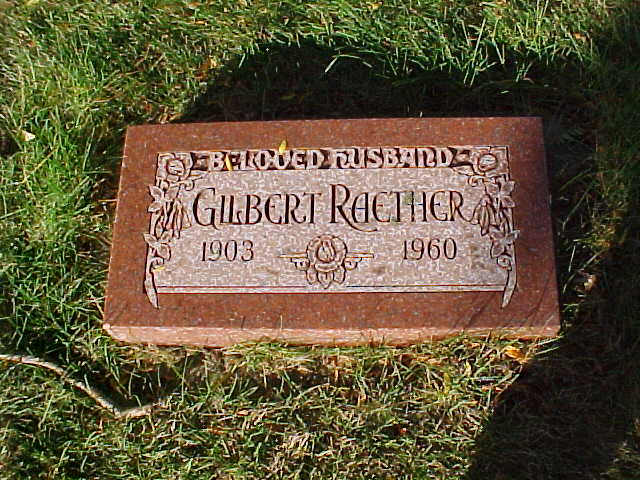 BELOVED HUSBAND
GILBERT RAETHER
1903 1960